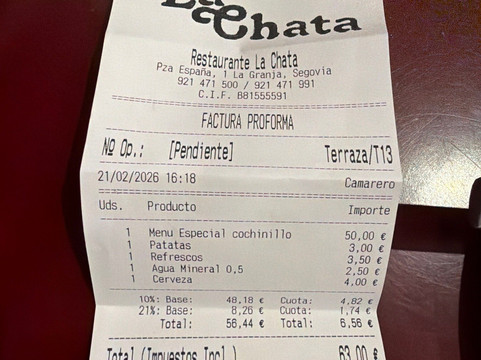 La Chata
Restaurante La Chata
Pza España, 1 La Granja, Segovia
921 471 500 / 921 471 991
C.I.F. B81555591
FACTURA PROFORMA
Nº Op.: [Pendiente] Terraza/T13
21/02/2026 16:18 Camarero
Uds. Producto Importe
1 Menu Especial cochinillo 50,00 €
1 Patatas 3,00 €
1 Refrescos 3,50 €
1 Agua Mineral 0,5 2,50 €
1 Cerveza 4,00 €
10%: Base: 48,18 € Cuota: 4,82 €
21%: Base: 8,26 € Cuota: 1,74 €
Total: 56,44 € Total: 6,56 €
Total (Impuestos Incl.) 63,00 €